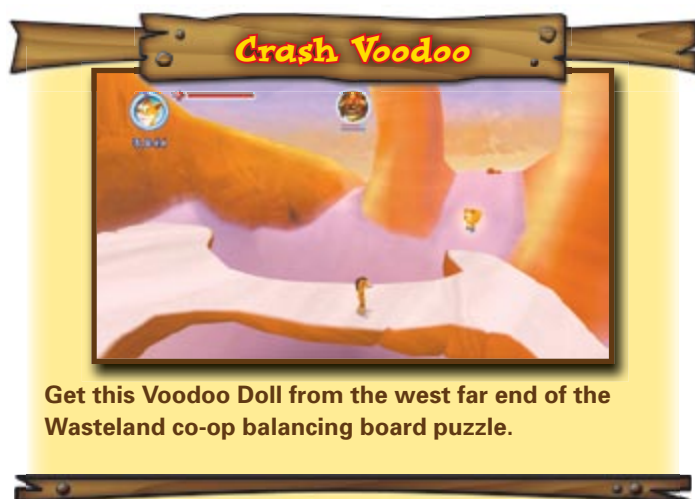 Crash Voodoo
Get this Voodoo Doll from the west far end of the
Wasteland co-op balancing board puzzle.